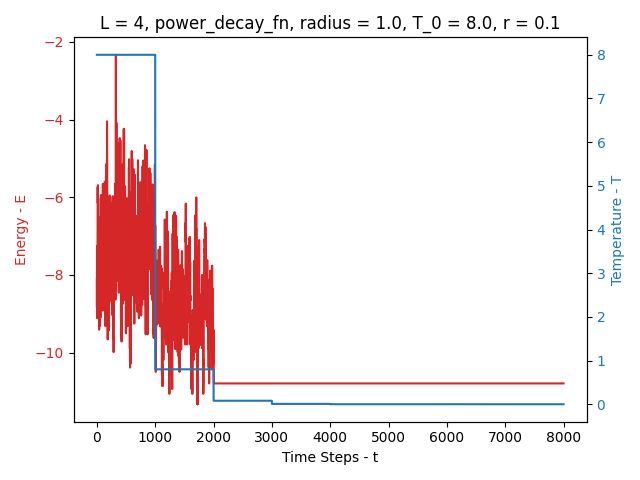 L = 4, power_decay_fn, radius = 1.0, T_0 = 8.0, r = 0.1
−2
−4
−6
−8
−10
Energy - E
8
7
6
5
4
3
2
1
0
Temperature - T
0 1000 2000 3000 4000 5000 6000 7000 8000
Time Steps - t